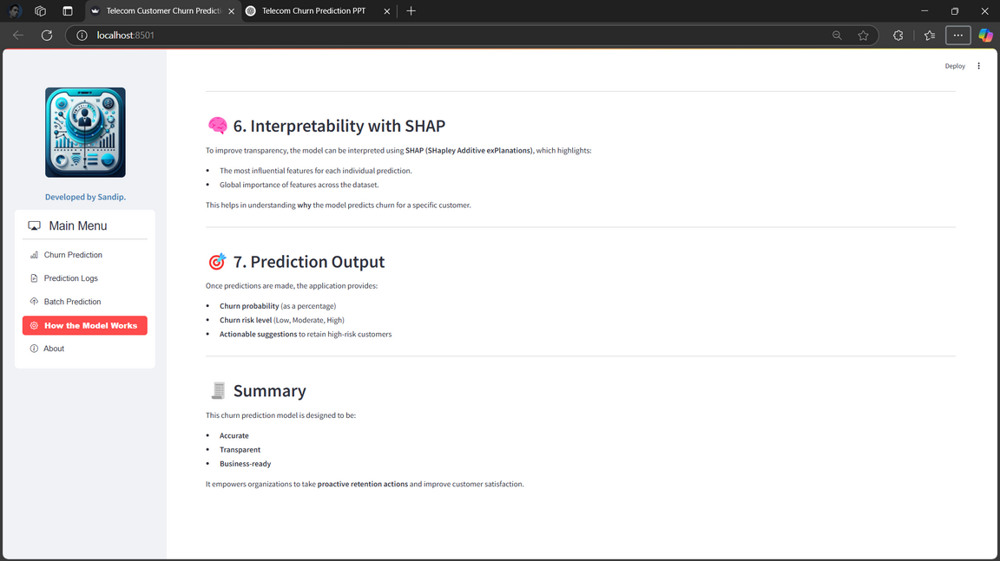 Telecom Customer Churn Predicti
Telecom Churn Prediction PPT
localhost:8501
Deploy
Developed by Sandip.
Main Menu
Churn Prediction
Prediction Logs
Batch Prediction
How the Model Works
About
6. Interpretability with SHAP
To improve transparency, the model can be interpreted using SHAP (SHapley Additive exPlanations), which highlights:
• The most influential features for each individual prediction.
• Global importance of features across the dataset.
This helps in understanding why the model predicts churn for a specific customer.
7. Prediction Output
Once predictions are made, the application provides:
• Churn probability (as a percentage)
• Churn risk level (Low, Moderate, High)
• Actionable suggestions to retain high-risk customers
Summary
This churn prediction model is designed to be:
• Accurate
• Transparent
• Business-ready
It empowers organizations to take proactive retention actions and improve customer satisfaction.